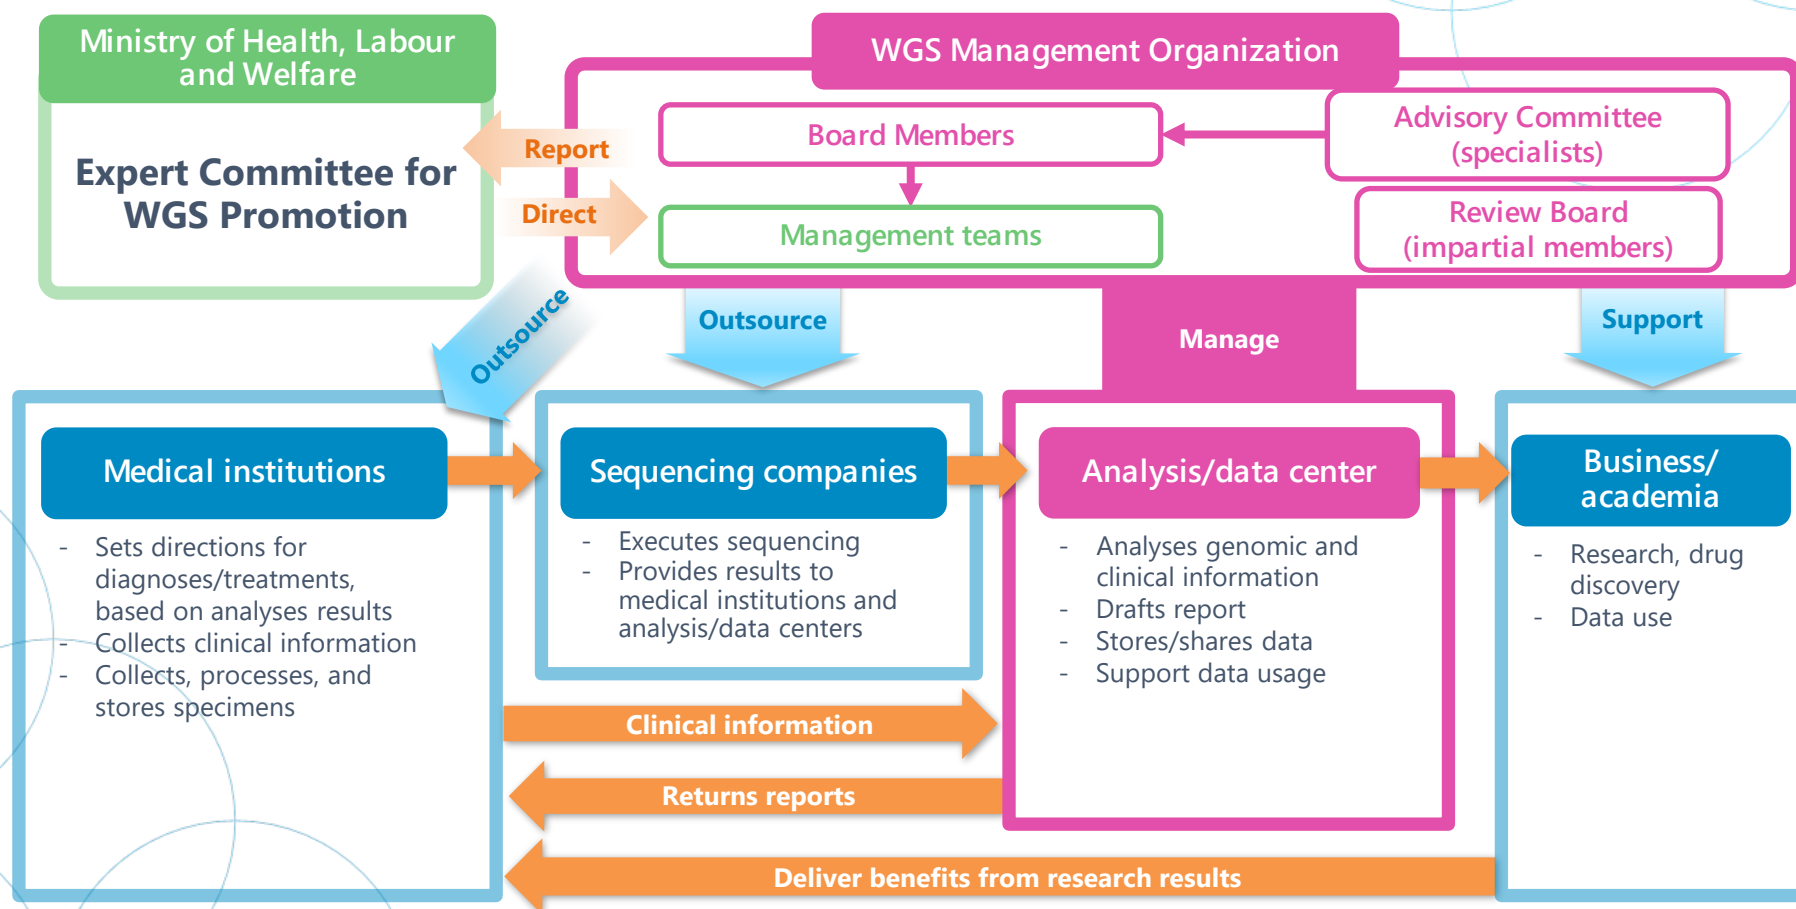 Ministry of Health, Labour
and Welfare
Expert Committee for
WGS Promotion
Report
Direct
WGS Management Organization
Board Members
Management teams
Advisory Committee
(specialists)
Review Board
(impartial members)
Outsource
Outsource
Manage
Support
Medical institutions
- Sets directions for
diagnoses/treatments,
based on analyses results
- Collects clinical information
- Collects, processes, and
stores specimens
Sequencing companies
- Executes sequencing
- Provides results to
medical institutions and
analysis/data centers
Analysis/data center
- Analyses genomic and
clinical information
- Drafts report
- Stores/shares data
- Support data usage
Business/
academia
- Research, drug
discovery
- Data use
Clinical information
Returns reports
Deliver benefits from research results